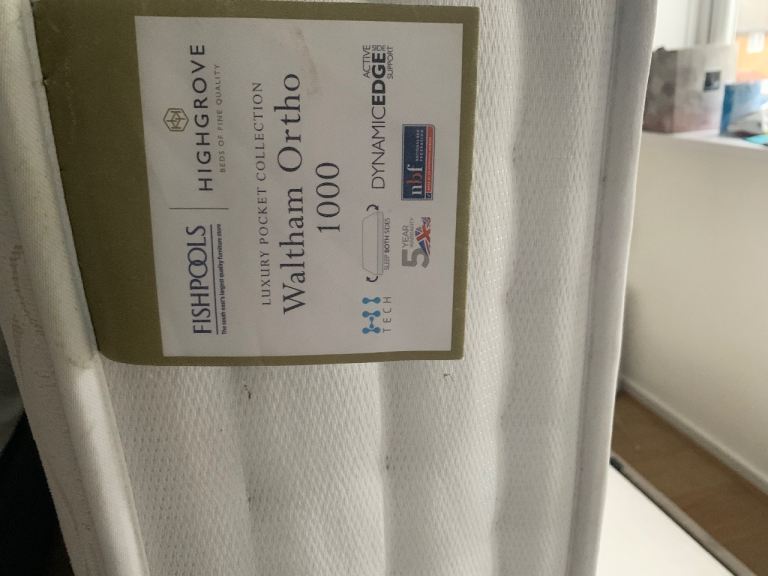 FISHPOOLS
The south east's largest quality furniture store
HIGHGROVE
BEDS OF FINE QUALITY
LUXURY POCKET COLLECTION
Waltham Ortho
1000
TECH
SLEEP BOTH SIDES
DYNAMICEDGE
ACTIVE SIDE SUPPORT
5 YEAR
nbf